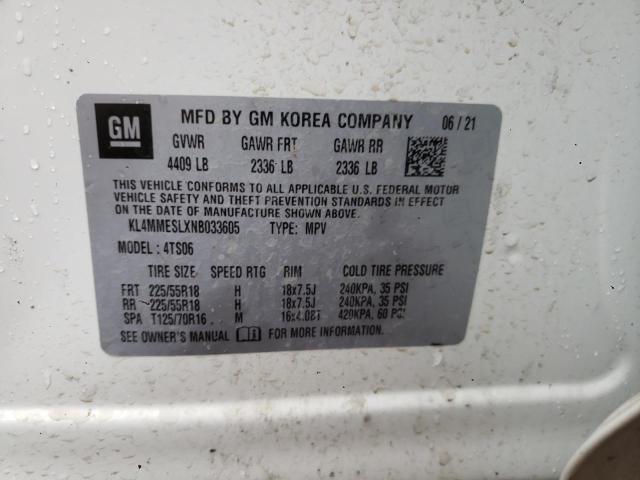 GM
MFD BY GM KOREA COMPANY 06 / 21
GVWR GAWR FRT GAWR RR
4409 LB 2336 LB 2336 LB
THIS VEHICLE CONFORMS TO ALL APPLICABLE U.S. FEDERAL MOTOR
VEHICLE SAFETY AND THEFT PREVENTION STANDARDS IN EFFECT
ON THE DATE OF MANUFACTURE SHOWN ABOVE.
KL4MMESLXNB033605 TYPE: MPV
MODEL: 4TS06
TIRE SIZE SPEED RTG RIM COLD TIRE PRESSURE
FRT 225/55R18 H 18x7.5J 240KPA, 35 PSI
RR 225/55R18 H 18x7.5J 240KPA, 35 PSI
SPA T125/70R16 M 16x4.0BT 420KPA, 60 PSI
SEE OWNER'S MANUAL FOR MORE INFORMATION.